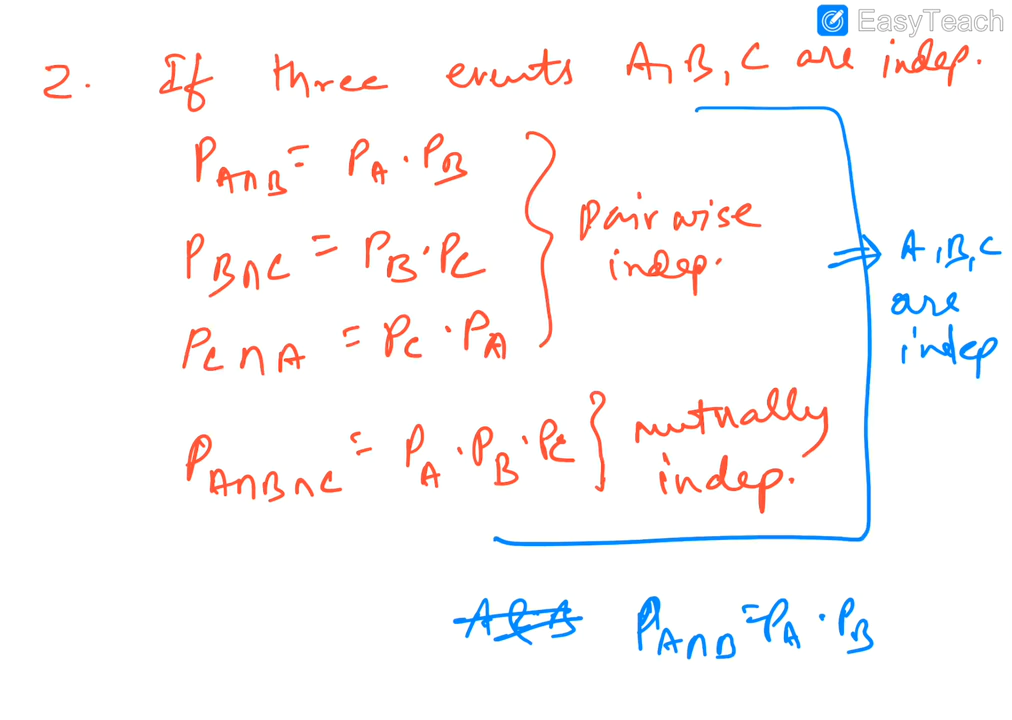 EasyTeach
2. If three events A, B, C are indep.
P_{A∩B} = P_A · P_B
P_{B∩C} = P_B · P_C
P_{C∩A} = P_C · P_A
pairwise
indep.
P_{A∩B∩C} = P_A · P_B · P_C
mutually
indep.
⇒ A, B, C
are
indep
P_{A∩B} = P_A · P_B